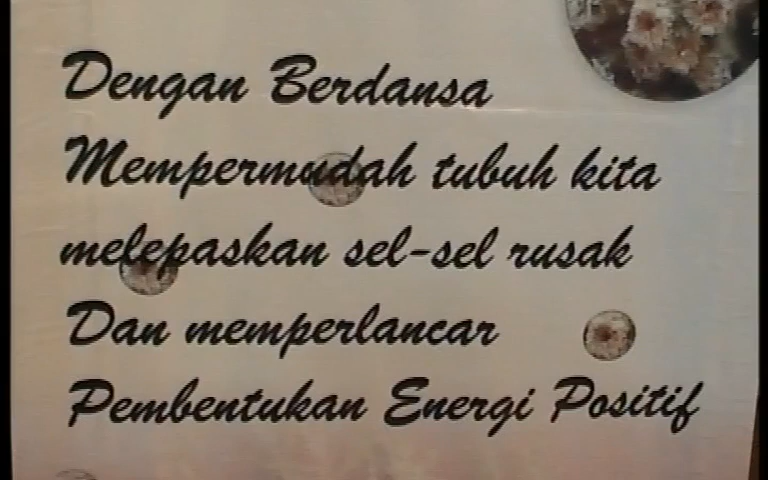 Dengan Berdansa
Mempermudah tubuh kita
melepaskan sel-sel rusak
Dan memperlancar
Pembentukan Energi Positif